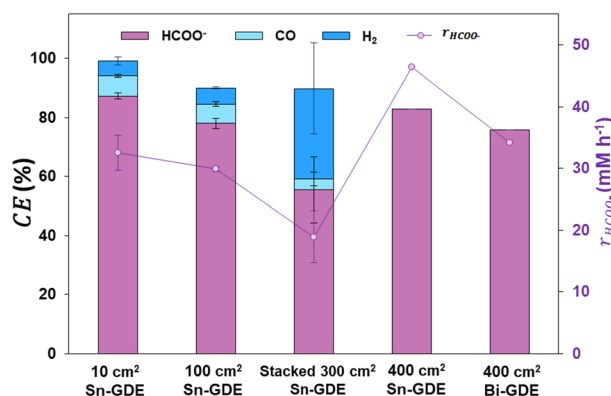 HCOO⁻ CO H₂ r_HCOO-
CE (%)
100
80
60
40
20
0
50
40
30
20
10
0
r_HCOO- (mM h⁻¹)
10 cm² 100 cm² Stacked 300 cm² 400 cm² 400 cm²
Sn-GDE Sn-GDE Sn-GDE Sn-GDE Bi-GDE